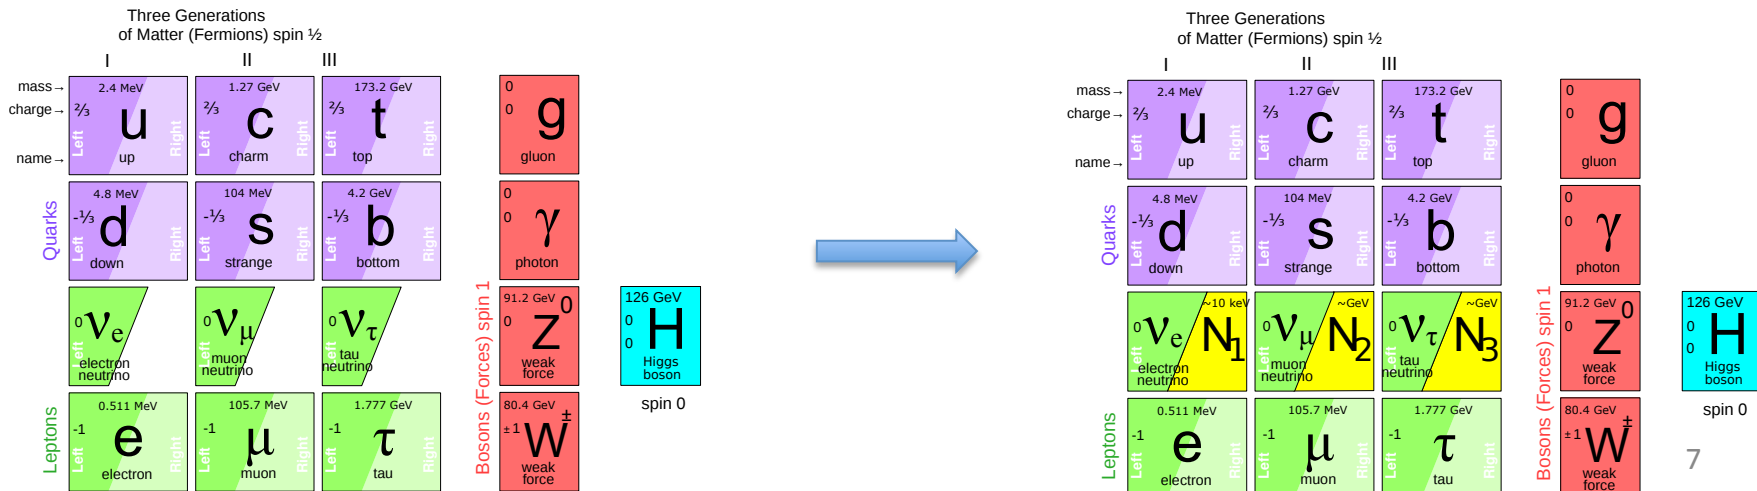 Three Generations
of Matter (Fermions) spin ½
I II III
mass→ 2.4 MeV 1.27 GeV 173.2 GeV
charge→ ⅔ ⅔ ⅔
u c t
Left Right Left Right Left Right
name→ up charm top
4.8 MeV 104 MeV 4.2 GeV
-⅓ -⅓ -⅓
d s b
Left Right Left Right Left Right
down strange bottom
Quarks
0 νe 0 νμ 0 ντ
Left Left Left
electron neutrino muon neutrino tau neutrino
0.511 MeV 105.7 MeV 1.777 GeV
-1 -1 -1
e μ τ
Left Right Left Right Left Right
electron muon tau
Leptons
0
0
g
gluon
0
0
γ
photon
91.2 GeV
0
Z0
weak
force
80.4 GeV
±1
W±
weak
force
Bosons (Forces) spin 1
126 GeV
0
0
H
Higgs
boson
spin 0
Three Generations
of Matter (Fermions) spin ½
I II III
mass→ 2.4 MeV 1.27 GeV 173.2 GeV
charge→ ⅔ ⅔ ⅔
u c t
Left Right Left Right Left Right
name→ up charm top
4.8 MeV 104 MeV 4.2 GeV
-⅓ -⅓ -⅓
d s b
Left Right Left Right Left Right
down strange bottom
Quarks
~10 keV ~GeV ~GeV
0 νe N1 0 νμ N2 0 ντ N3
Left Left Left
electron neutrino muon neutrino tau neutrino
0.511 MeV 105.7 MeV 1.777 GeV
-1 -1 -1
e μ τ
Left Right Left Right Left Right
electron muon tau
Leptons
0
0
g
gluon
0
0
γ
photon
91.2 GeV
0
Z0
weak
force
80.4 GeV
±1
W±
weak
force
Bosons (Forces) spin 1
126 GeV
0
0
H
Higgs
boson
spin 0
7